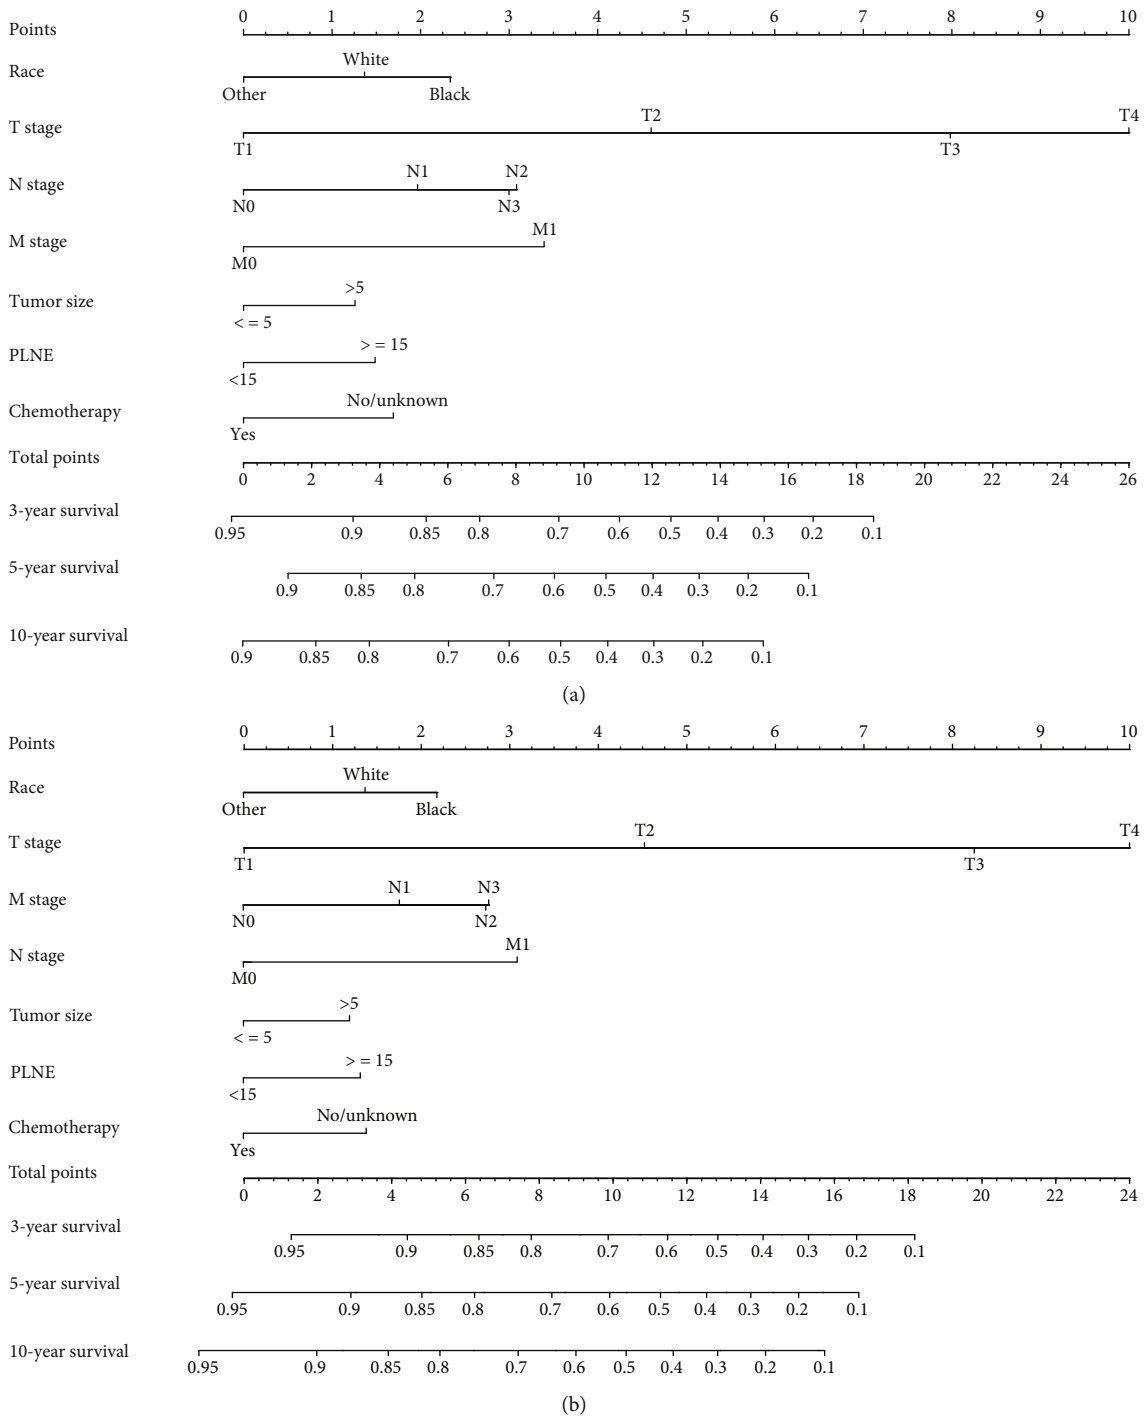 Points 0 1 2 3 4 5 6 7 8 9 10
White
Race
Other Black
T2 T4
T stage
T1 T3
N1 N2
N stage
N0 N3
M1
M stage
M0
>5
Tumor size
< = 5
> = 15
PLNE
<15
No/unknown
Chemotherapy
Yes
Total points
0 2 4 6 8 10 12 14 16 18 20 22 24 26
3-year survival
0.95 0.9 0.85 0.8 0.7 0.6 0.5 0.4 0.3 0.2 0.1
5-year survival
0.9 0.85 0.8 0.7 0.6 0.5 0.4 0.3 0.2 0.1
10-year survival
0.9 0.85 0.8 0.7 0.6 0.5 0.4 0.3 0.2 0.1
(a)
Points 0 1 2 3 4 5 6 7 8 9 10
White
Race
Other Black
T2 T4
T stage
T1 T3
N1 N3
M stage
N0 N2
M1
N stage
M0
>5
Tumor size
< = 5
> = 15
PLNE
<15
No/unknown
Chemotherapy
Yes
Total points
0 2 4 6 8 10 12 14 16 18 20 22 24
3-year survival
0.95 0.9 0.85 0.8 0.7 0.6 0.5 0.4 0.3 0.2 0.1
5-year survival
0.95 0.9 0.85 0.8 0.7 0.6 0.5 0.4 0.3 0.2 0.1
10-year survival
0.95 0.9 0.85 0.8 0.7 0.6 0.5 0.4 0.3 0.2 0.1
(b)